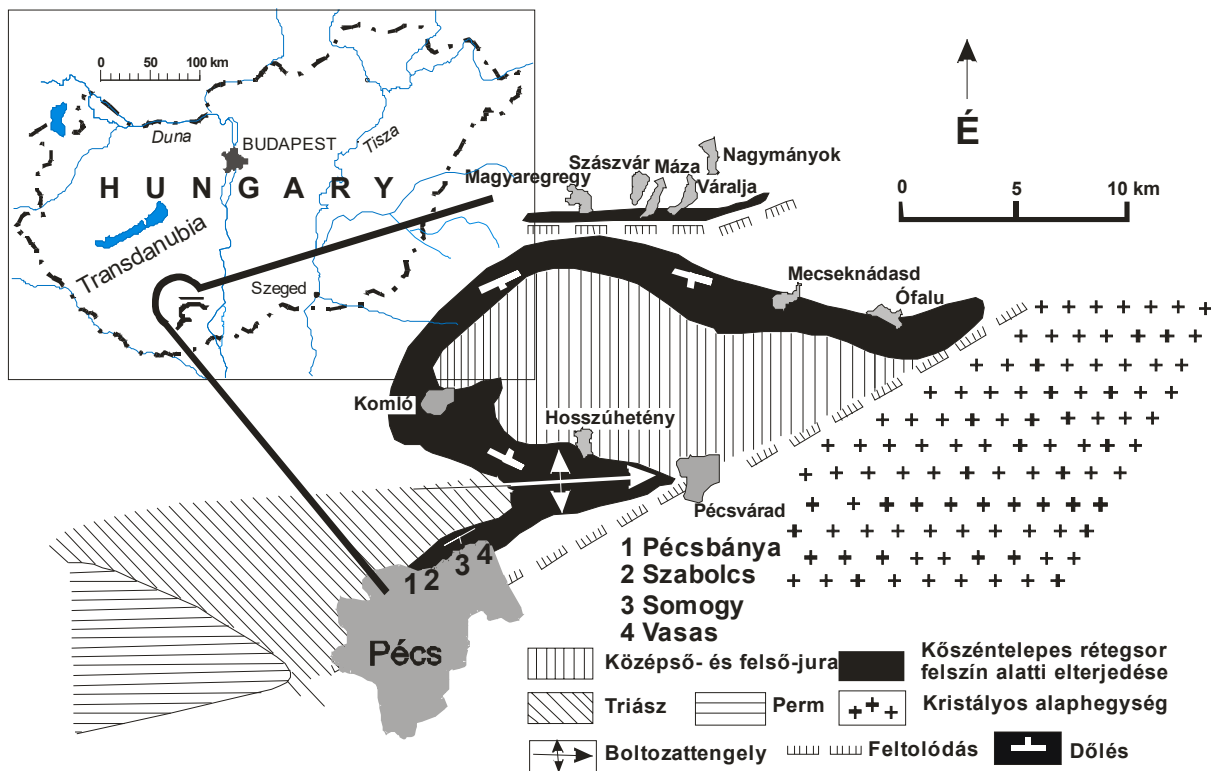 0 50 100 km
Duna
BUDAPEST
Tisza
HUNGARY
Transdanubia
Szeged
É
0 5 10 km
Nagymányok
Szászvár
Máza
Magyaregregy
Váralja
Mecseknádasd
Ófalu
Komló
Hosszúhetény
Pécsvárad
1 2 3 4
Pécs
1 Pécsbánya
2 Szabolcs
3 Somogy
4 Vasas
Középső- és felső-jura
Kőszéntelepes rétegsor
felszín alatti elterjedése
Triász
Perm
Kristályos alaphegység
Boltozattengely
Feltolódás
Dőlés